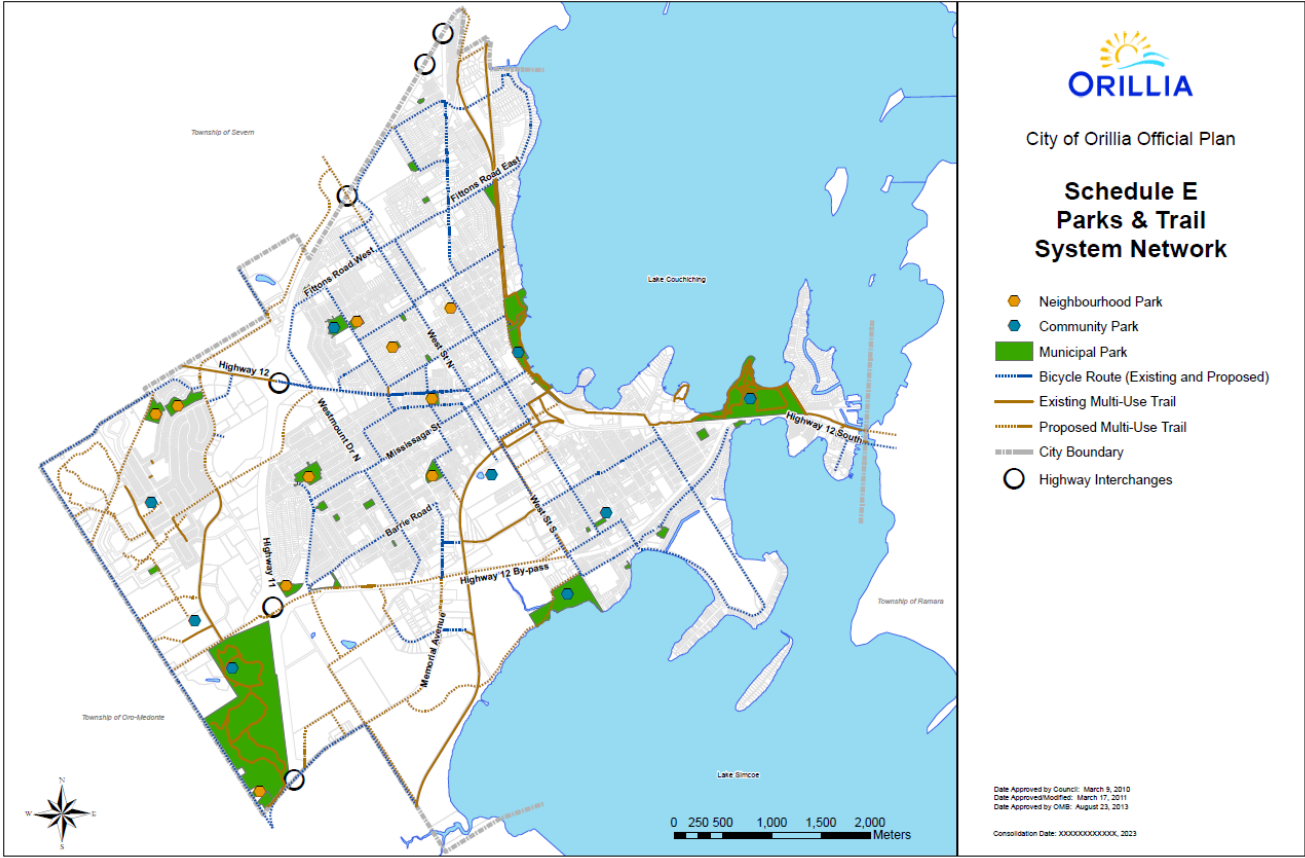 ORILLIA
City of Orillia Official Plan
Schedule E
Parks & Trail
System Network
Neighbourhood Park
Community Park
Municipal Park
Bicycle Route (Existing and Proposed)
Existing Multi-Use Trail
Proposed Multi-Use Trail
City Boundary
Highway Interchanges
Date Approved by Council: March 9, 2010
Date Approved/Modified: March 17, 2011
Date Approved by OMB: August 23, 2013
Consolidation Date: XXXXXXXXXXXX, 2023
Township of Severn
Fittons Road East
Fittons Road West
Lake Couchiching
West St N
Highway 12
Westmount Dr N
Mississaga St
Highway 12 South
West St S
Barrie Road
Highway 11
Highway 12 By-pass
Memorial Avenue
Township of Ramara
Township of Oro-Medonte
Lake Simcoe
N
W
E
S
0 250 500 1,000 1,500 2,000
Meters